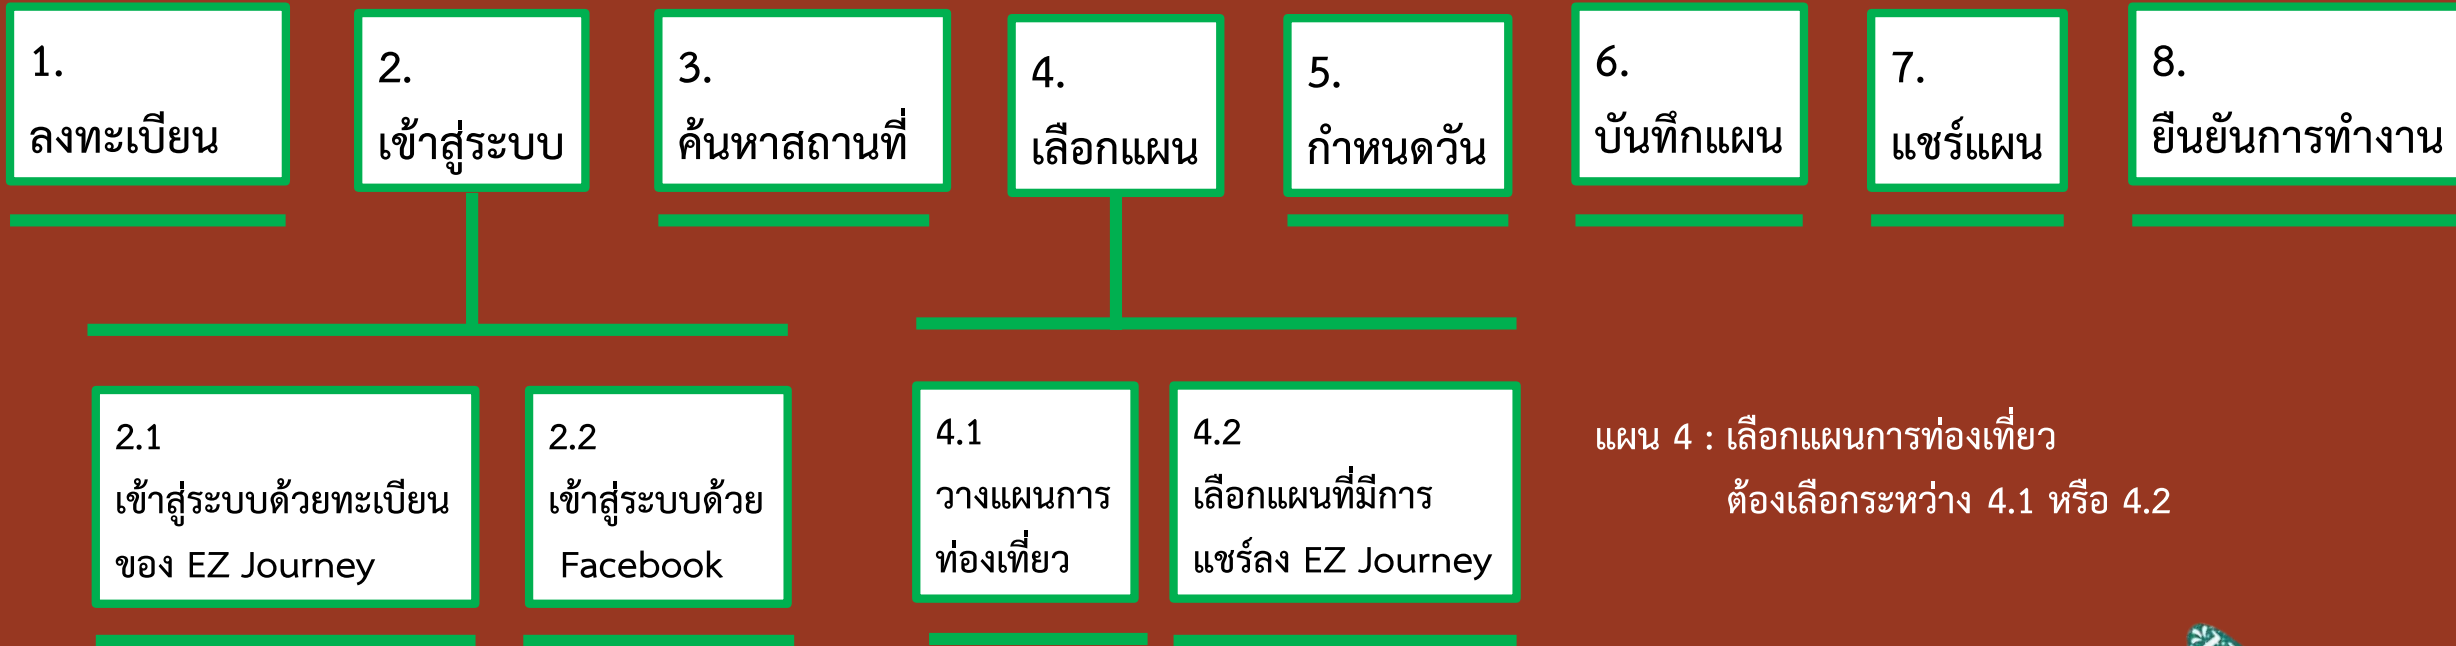 1.
ลงทะเบียน
2.
เข้าสู่ระบบ
3.
ค้นหาสถานที่
4.
เลือกแผน
5.
กำหนดวัน
6.
บันทึกแผน
7.
แชร์แผน
8.
ยืนยันการทำงาน
2.1
เข้าสู่ระบบด้วยทะเบียน
ของ EZ Journey
2.2
เข้าสู่ระบบด้วย
Facebook
4.1
วางแผนการ
ท่องเที่ยว
4.2
เลือกแผนที่มีการ
แชร์ลง EZ Journey
แผน 4 : เลือกแผนการท่องเที่ยว
ต้องเลือกระหว่าง 4.1 หรือ 4.2